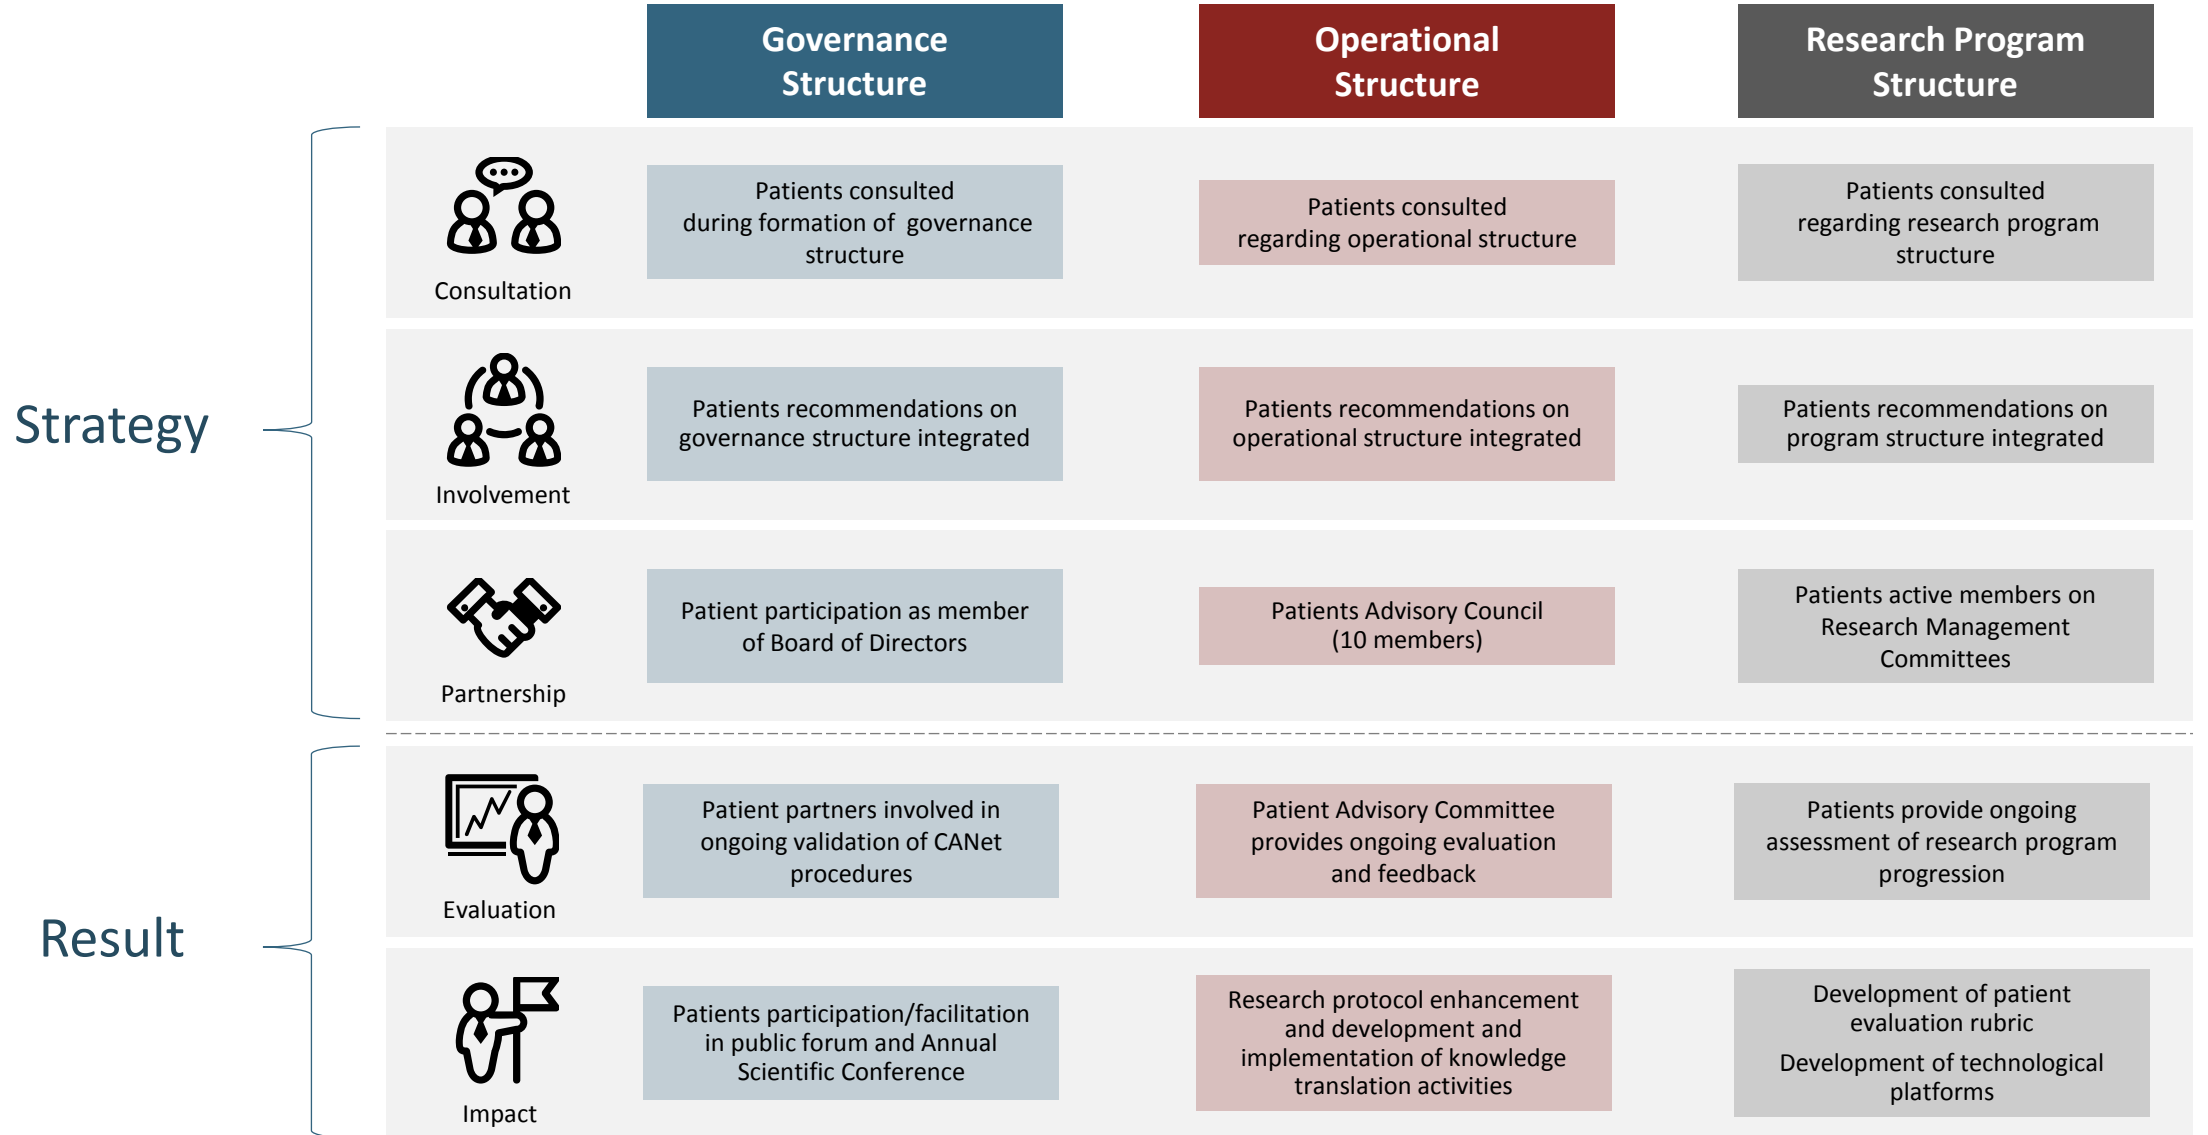 Governance
Structure
Operational
Structure
Research Program
Structure
Strategy
Consultation
Patients consulted
during formation of governance
structure
Patients consulted
regarding operational structure
Patients consulted
regarding research program
structure
Involvement
Patients recommendations on
governance structure integrated
Patients recommendations on
operational structure integrated
Patients recommendations on
program structure integrated
Partnership
Patient participation as member
of Board of Directors
Patients Advisory Council
(10 members)
Patients active members on
Research Management
Committees
Result
Evaluation
Patient partners involved in
ongoing validation of CANet
procedures
Patient Advisory Committee
provides ongoing evaluation
and feedback
Patients provide ongoing
assessment of research program
progression
Impact
Patients participation/facilitation
in public forum and Annual
Scientific Conference
Research protocol enhancement
and development and
implementation of knowledge
translation activities
Development of patient
evaluation rubric
Development of technological
platforms